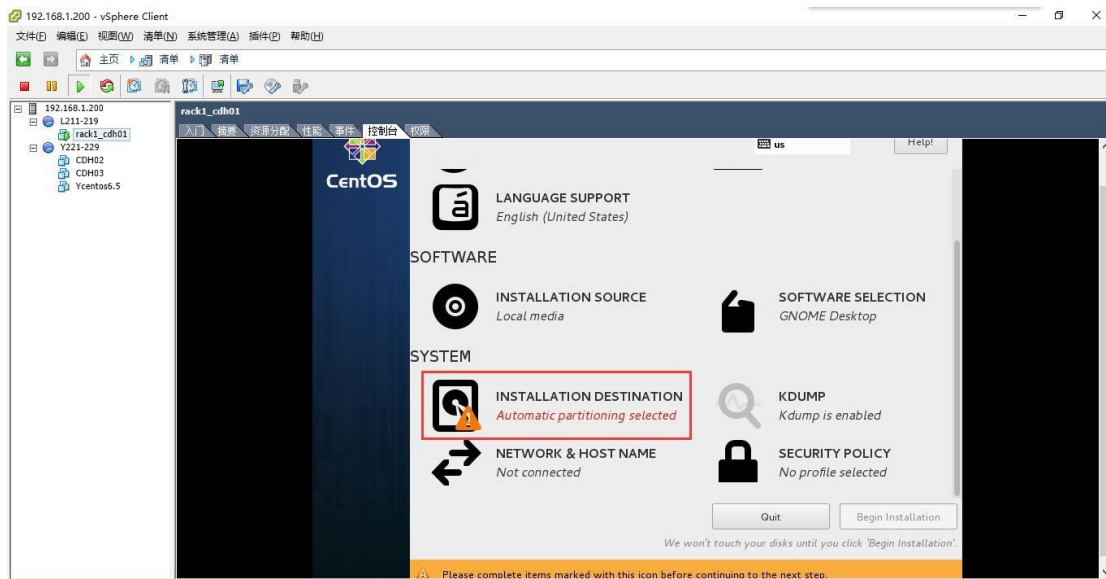 192.168.1.200 - vSphere Client
文件(F) 编辑(E) 视图(W) 清单(N) 系统管理(A) 插件(P) 帮助(H)
主页 清单 清单
192.168.1.200
L211-219
rack1_cdh01
Y221-229
CDH02
CDH03
Ycentos6.5
rack1_cdh01
入门 摘要 资源分配 性能 事件 控制台 权限
us
Help!
CentOS
LANGUAGE SUPPORT
English (United States)
SOFTWARE
INSTALLATION SOURCE
Local media
SOFTWARE SELECTION
GNOME Desktop
SYSTEM
INSTALLATION DESTINATION
Automatic partitioning selected
KDUMP
Kdump is enabled
NETWORK & HOST NAME
Not connected
SECURITY POLICY
No profile selected
Quit
Begin Installation
We won't touch your disks until you click 'Begin Installation'.
Please complete items marked with this icon before continuing to the next step.